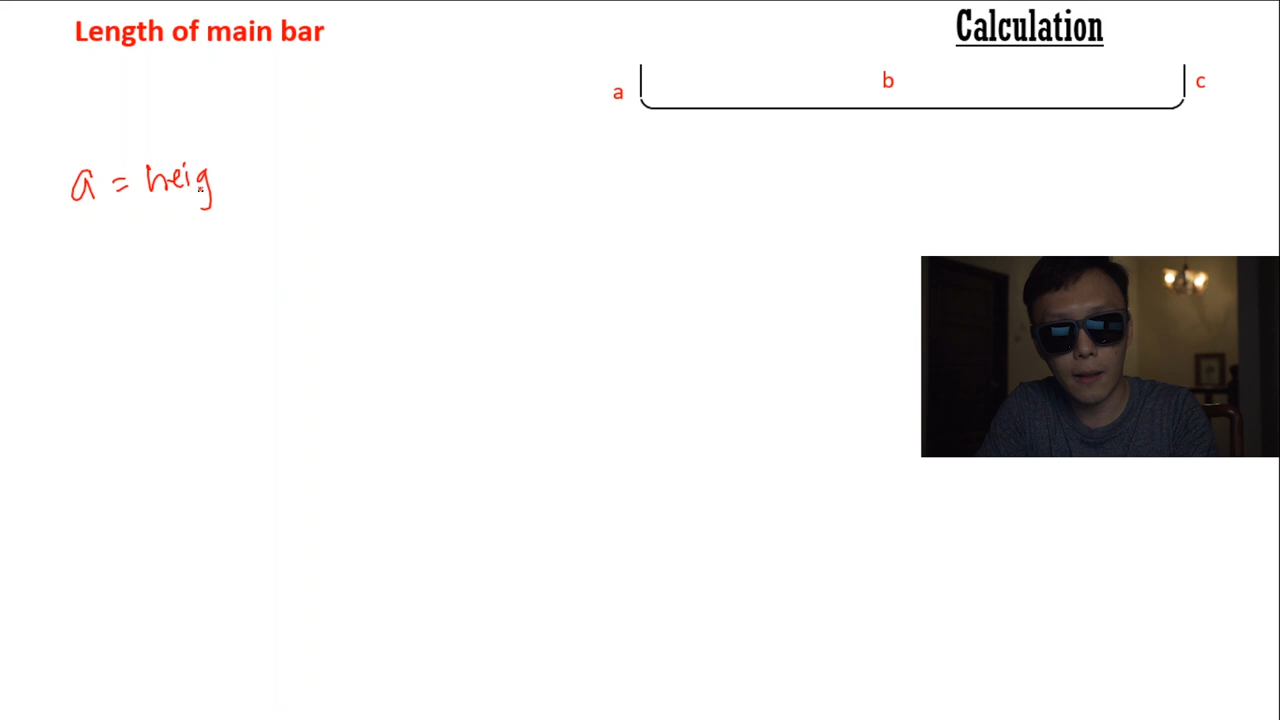 Length of main bar
Calculation
a
b
c
a = heig